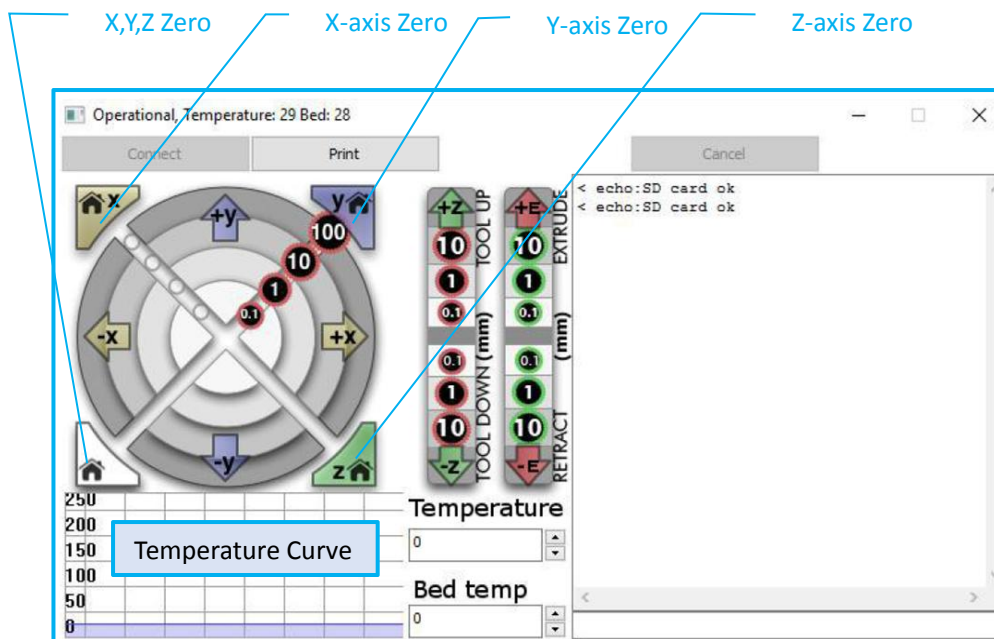 X,Y,Z Zero
X-axis Zero
Y-axis Zero
Z-axis Zero
Operational, Temperature: 29 Bed: 28
Connect
Print
Cancel
x
y
+y
100
10
1
0.1
-x
+x
-y
z
+Z
10
1
0.1
0.1
1
10
-Z
TOOL UP
(mm)
TOOL DOWN
+E
10
1
0.1
0.1
1
10
-E
EXTRUDE
(mm)
RETRACT
< echo:SD card ok
< echo:SD card ok
250
200
150
100
50
0
Temperature Curve
Temperature
0
Bed temp
0